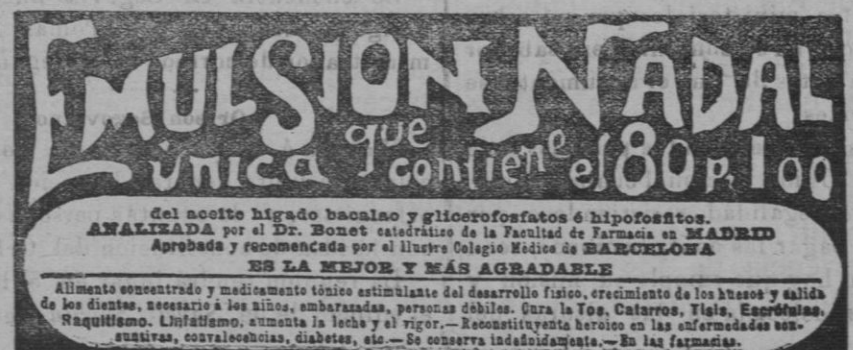 EMULSION NADAL
única que contiene el 80 p. 100
del aceite hígado bacalao y glicerofosfatos é hipofosfitos.
ANALIZADA por el Dr. Bonet catedrático de la Facultad de Farmacia en MADRID
Aprobada y recomendada por el Ilustre Colegio Médico de BARCELONA
ES LA MEJOR Y MÁS AGRADABLE
Alimento concentrado y medicamento tónico estimulante del desarrollo físico, crecimiento de los huesos y salida
de los dientes, necesario á los niños, embarazadas, personas débiles. Cura la Tos, Catarros, Tisis, Escrófulas,
Raquitismo, Linfatismo, aumenta la leche y el vigor.—Reconstituyente heroico en las enfermedades con-
suntivas, convalecencias, diabetes, etc.—Se conserva indefinidamente.—En las farmacias.